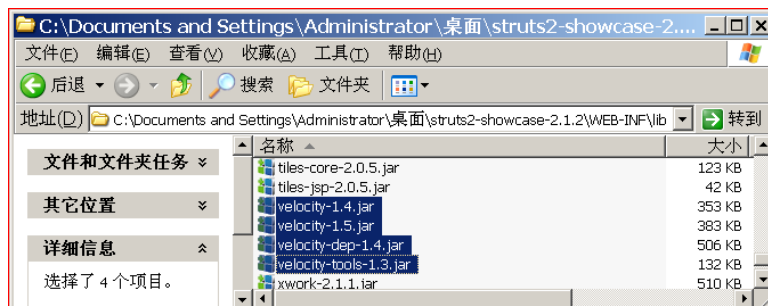 C:\Documents and Settings\Administrator\桌面\struts2-showcase-2....
文件(F) 编辑(E) 查看(V) 收藏(A) 工具(T) 帮助(H)
后退 搜索 文件夹
地址(D) C:\Documents and Settings\Administrator\桌面\struts2-showcase-2.1.2\WEB-INF\lib 转到
文件和文件夹任务
其它位置
详细信息
选择了 4 个项目。
名称 大小
tiles-core-2.0.5.jar 123 KB
tiles-jsp-2.0.5.jar 42 KB
velocity-1.4.jar 353 KB
velocity-1.5.jar 383 KB
velocity-dep-1.4.jar 506 KB
velocity-tools-1.3.jar 132 KB
xwork-2.1.1.jar 510 KB